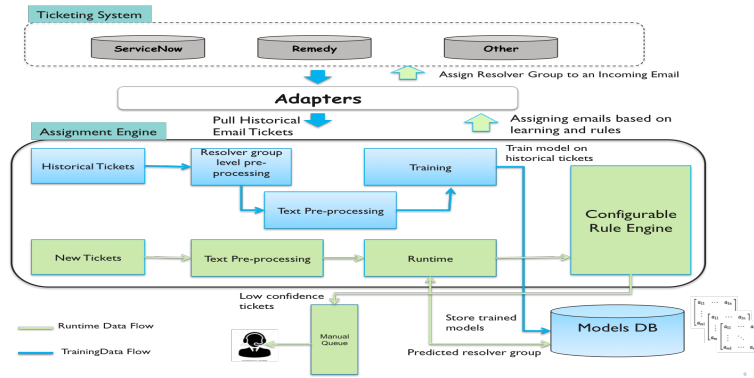 Ticketing System
ServiceNow
Remedy
Other
Assign Resolver Group to an Incoming Email
Adapters
Pull Historical
Email Tickets
Assigning emails based on
learning and rules
Assignment Engine
Train model on
historical tickets
Historical Tickets
Resolver group
level pre-
processing
Training
Text Pre-processing
Configurable
Rule Engine
New Tickets
Text Pre-processing
Runtime
Low confidence
tickets
Store trained
models
Models DB
Runtime Data Flow
Manual
Queue
Predicted resolver group
TrainingData Flow